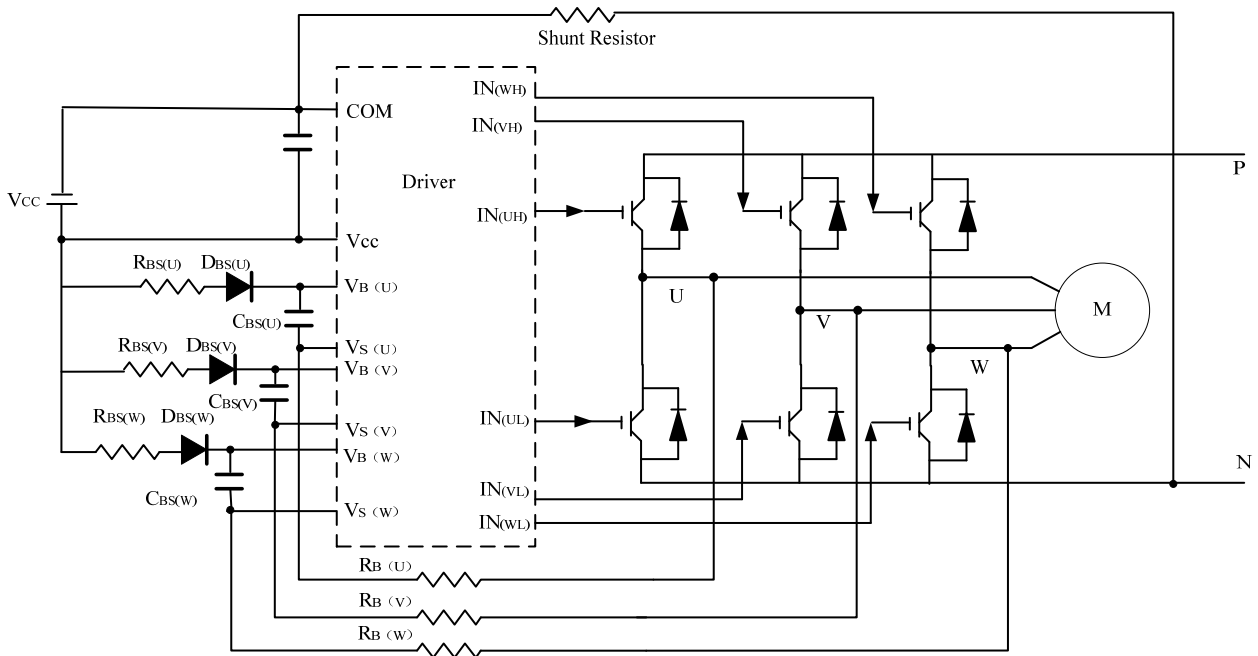 Shunt Resistor
COM
IN(WH)
IN(VH)
Driver
P
VCC
IN(UH)
Vcc
RBS(U)
DBS(U)
VB (U)
U
CBS(U)
V
M
RBS(V)
DBS(V)
VS (U)
VB (V)
W
CBS(V)
RBS(W)
DBS(W)
VS (V)
IN(UL)
VB (W)
N
CBS(W)
IN(VL)
VS (W)
IN(WL)
RB (U)
RB (V)
RB (W)